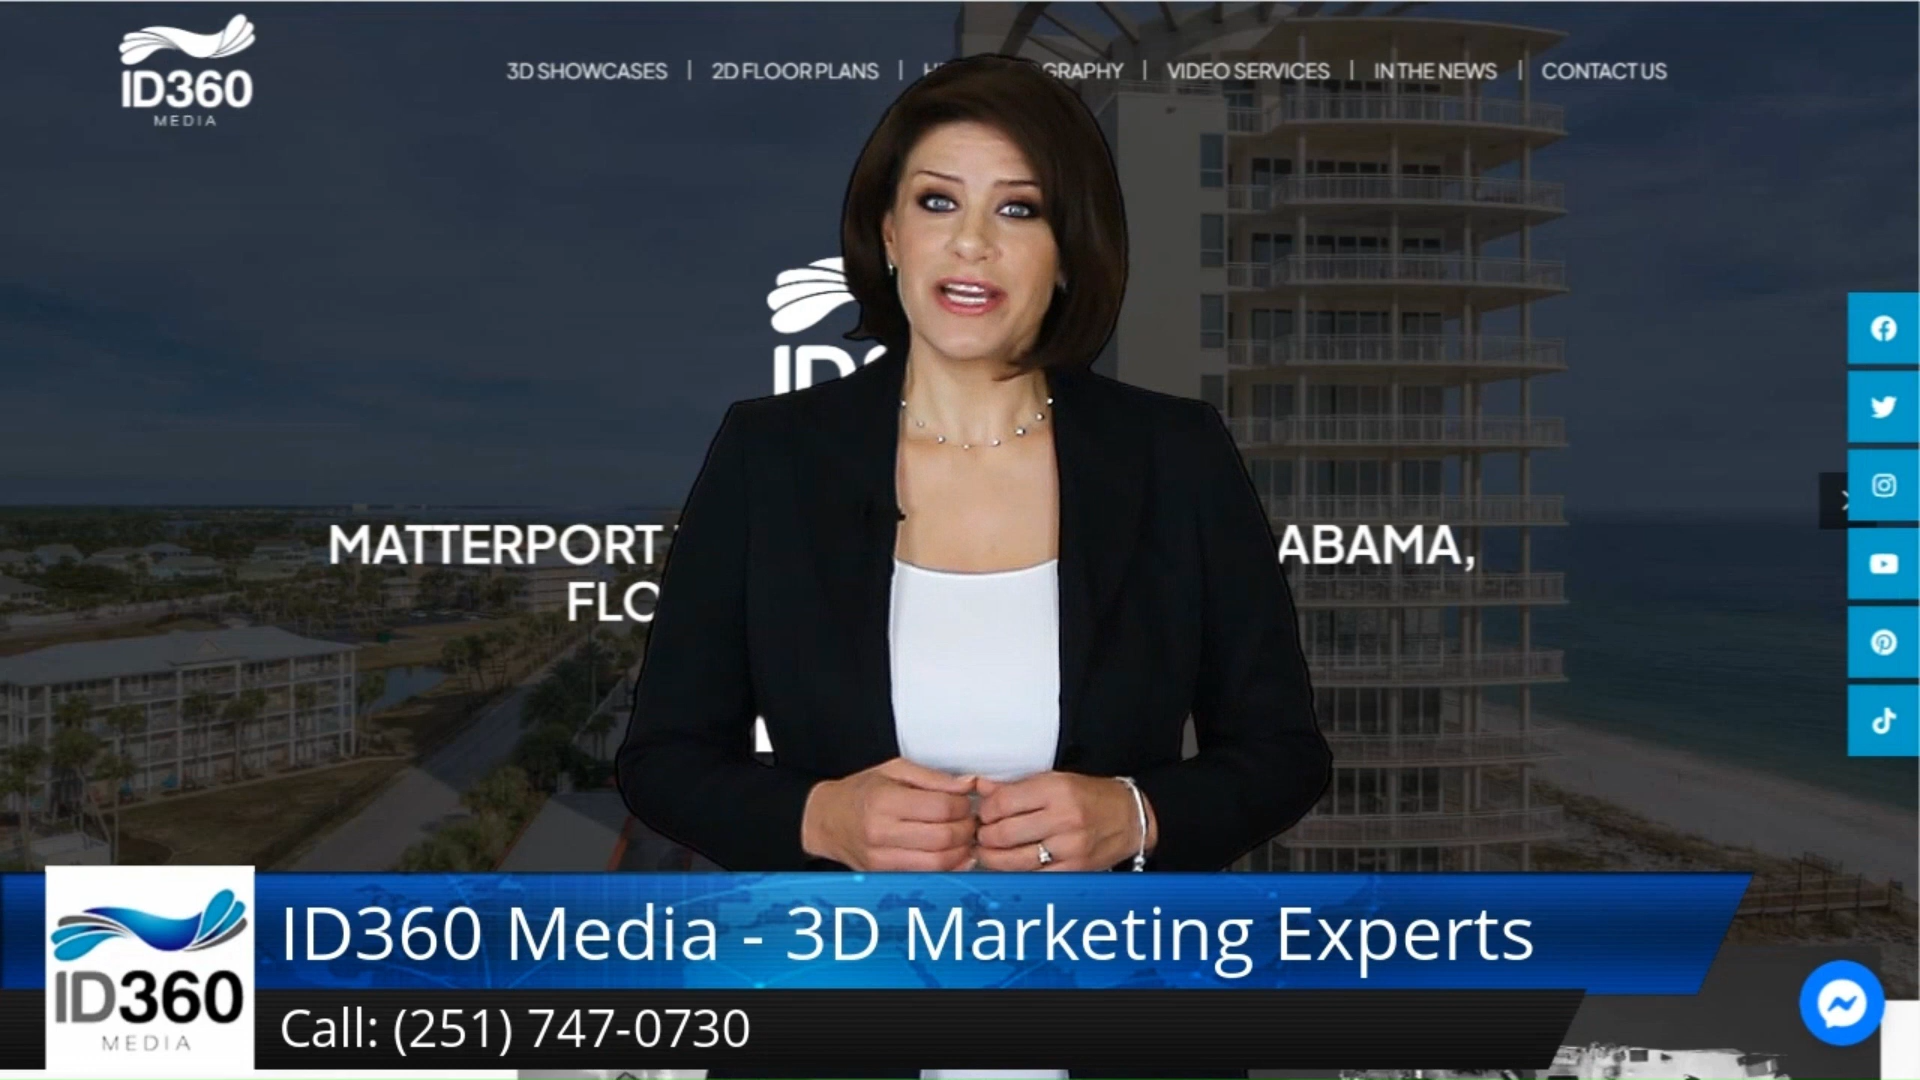 ID360
MEDIA
3D SHOWCASES | 2D FLOOR PLANS | GRAPHY | VIDEO SERVICES | IN THE NEWS | CONTACT US
MATTERPORT ABAMA,
FLO
ID360 Media - 3D Marketing Experts
ID360
MEDIA
Call: (251) 747-0730